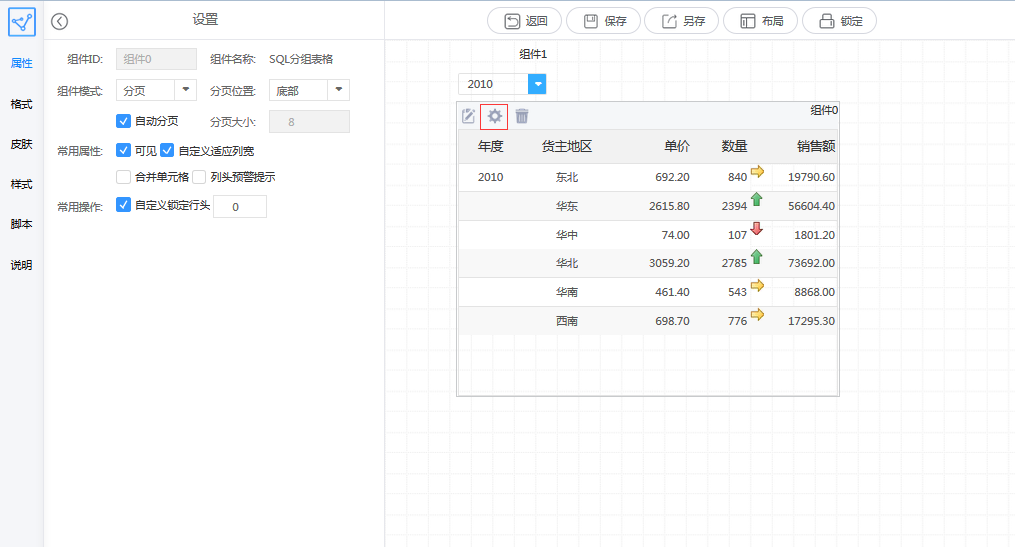 设置
返回 保存 另存 布局 锁定
属性
格式
皮肤
样式
脚本
说明
组件ID: 组件0 组件名称: SQL分组表格
组件模式: 分页 分页位置: 底部
自动分页 分页大小: 8
常用属性: 可见 自定义适应列宽
合并单元格 列头预警提示
常用操作: 自定义锁定行头 0
组件1
2010
组件0
年度 货主地区 单价 数量 销售额
2010 东北 692.20 840 19790.60
华东 2615.80 2394 56604.40
华中 74.00 107 1801.20
华北 3059.20 2785 73692.00
华南 461.40 543 8868.00
西南 698.70 776 17295.30